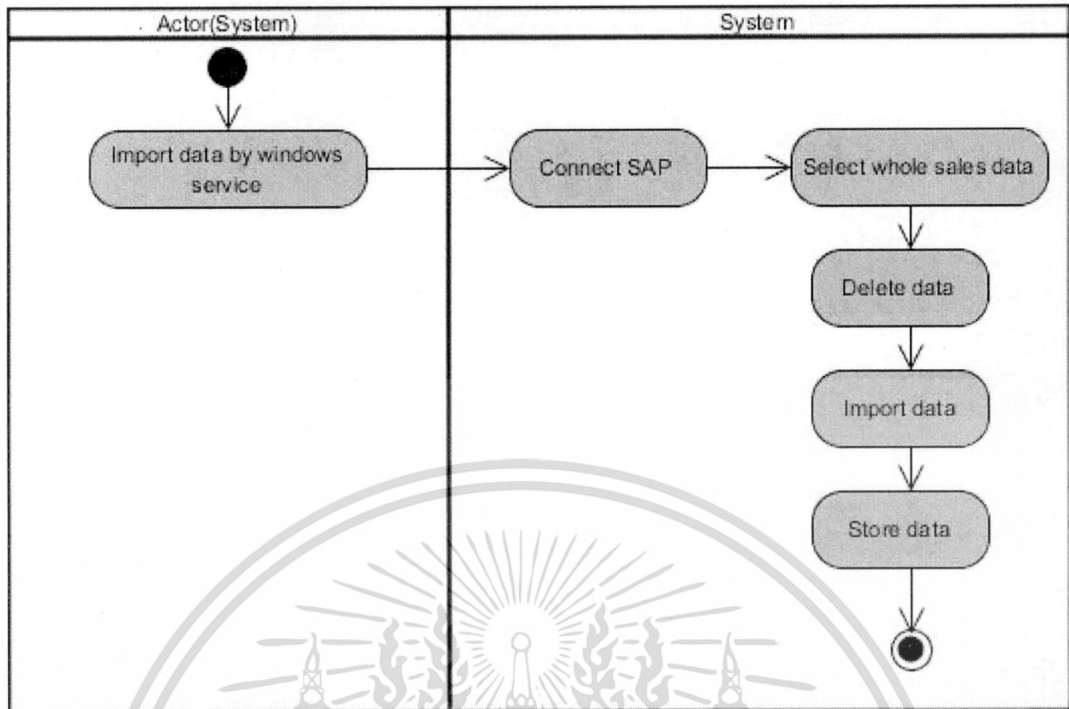 Actor(System)
System
Import data by windows
service
Connect SAP
Select whole sales data
Delete data
Import data
Store data